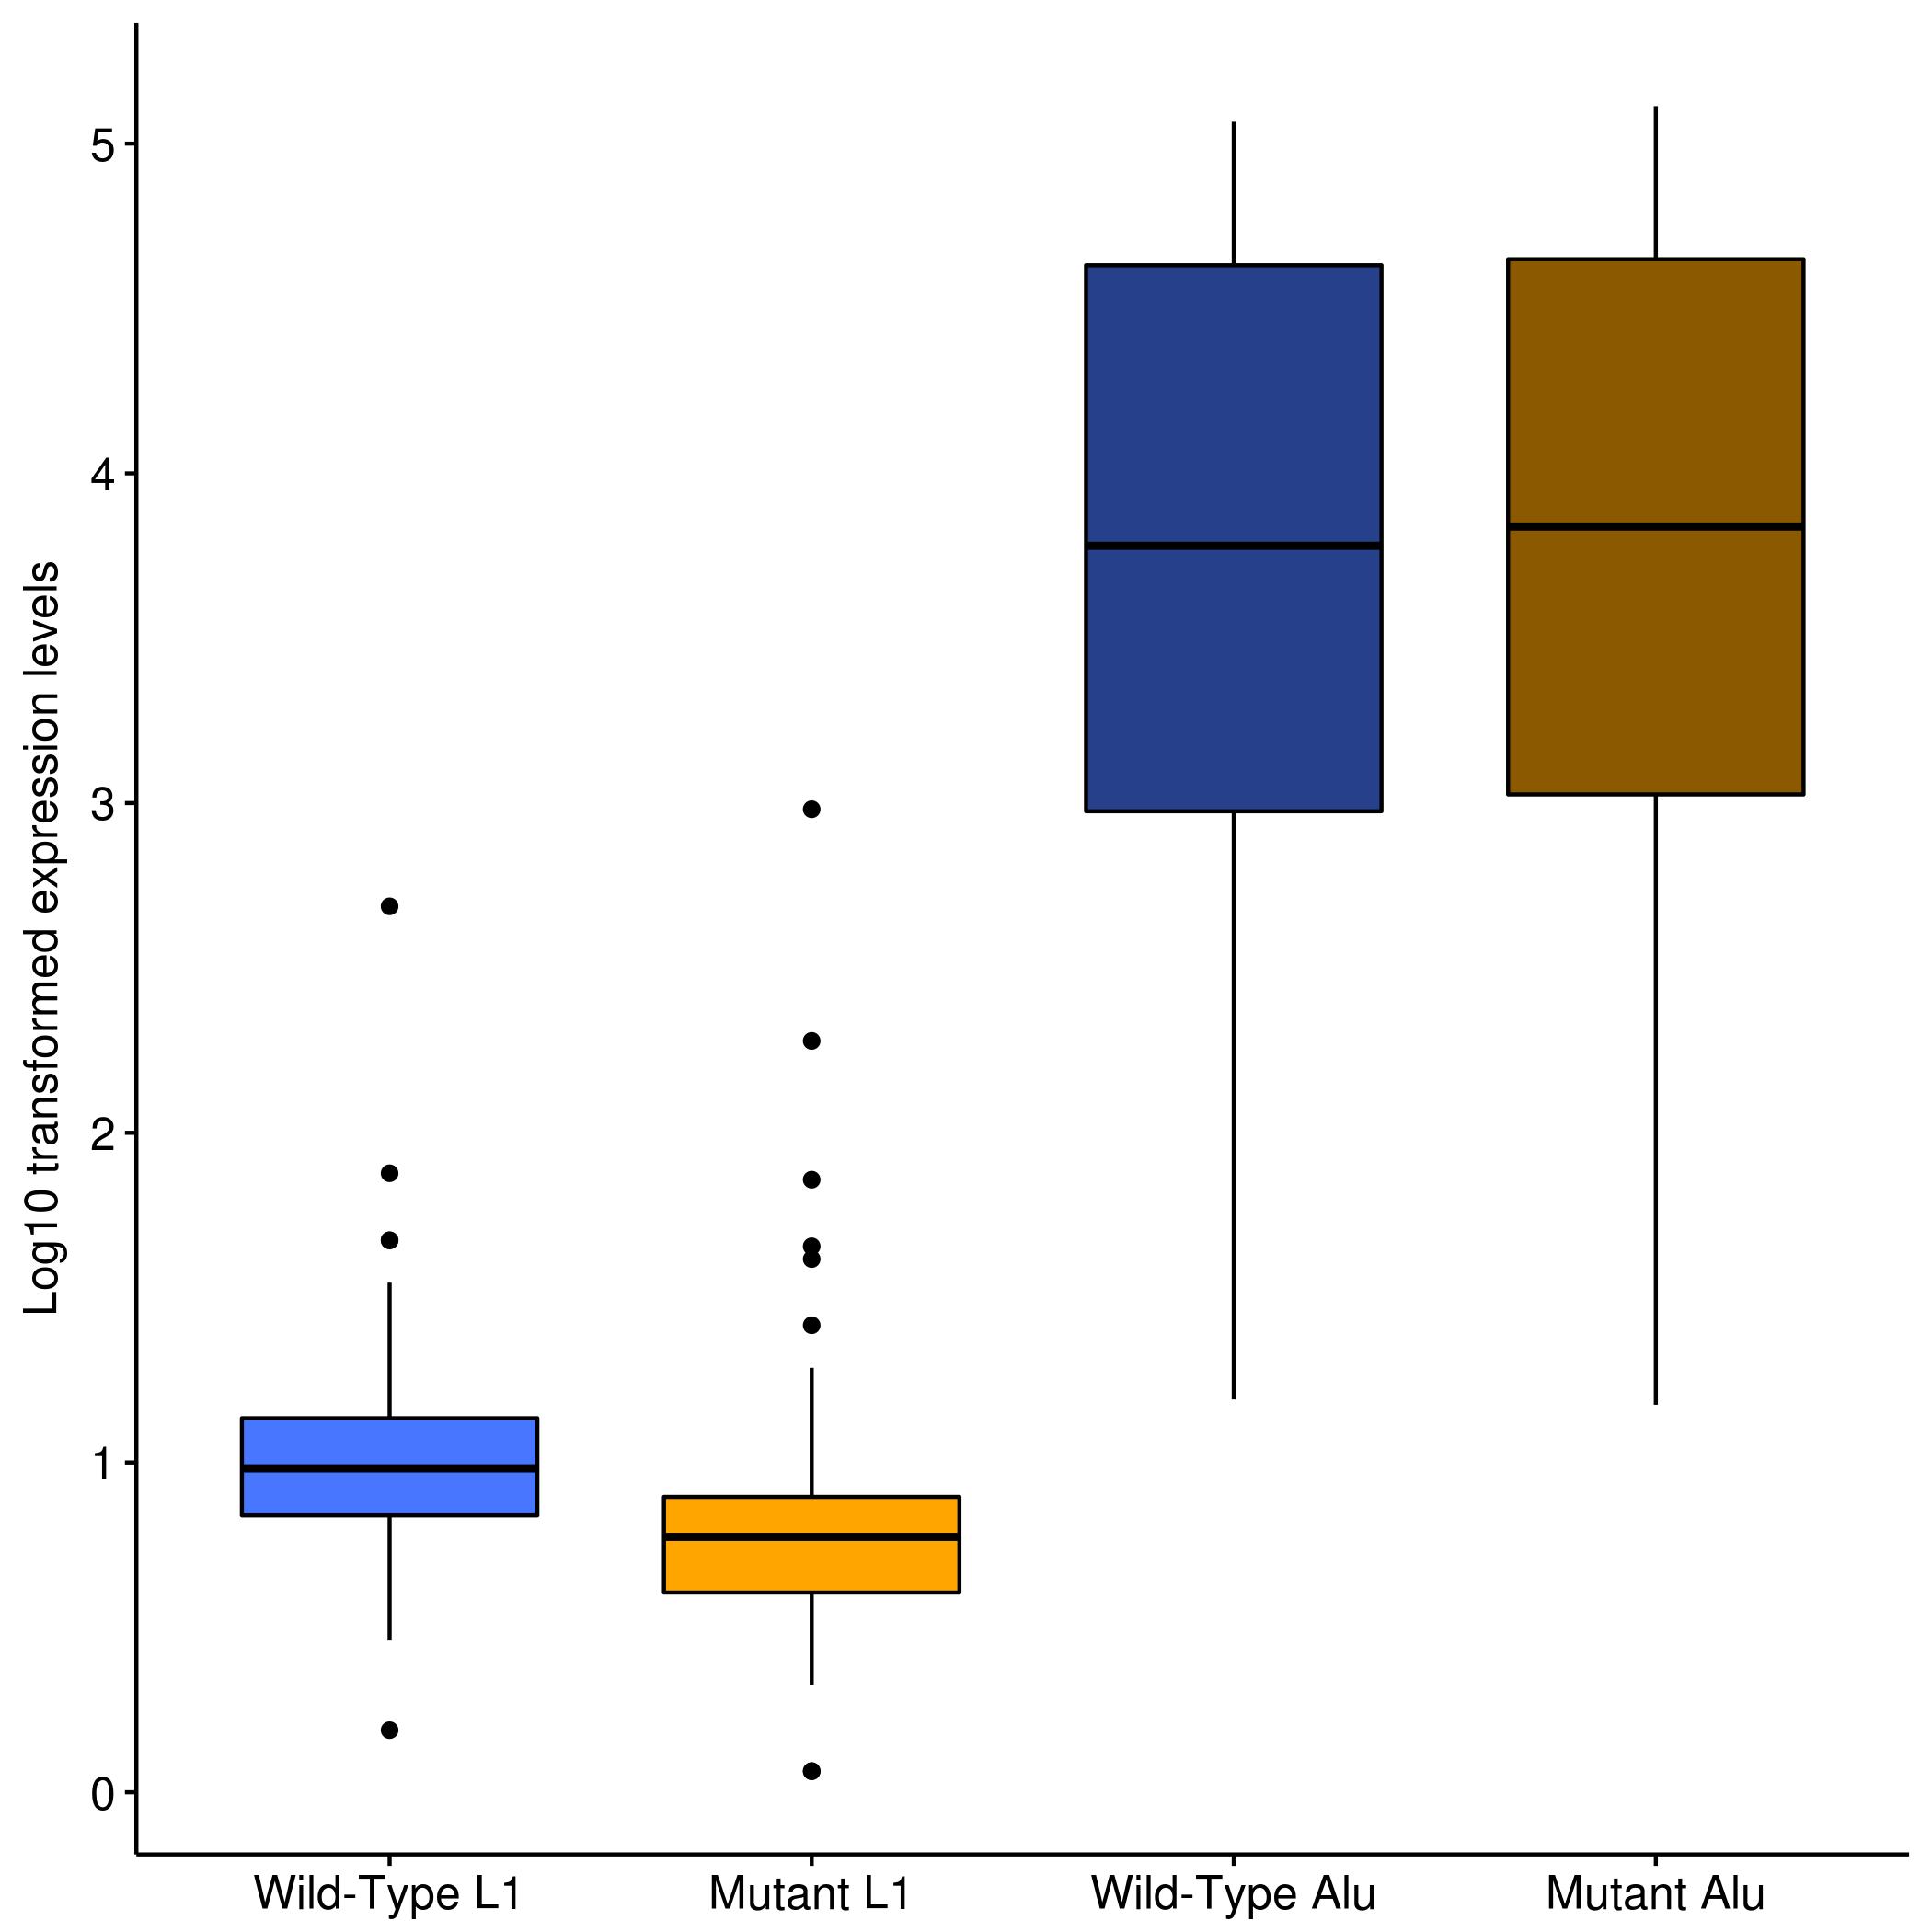 Log10 transformed expression levels
5
4
3
2
1
0
Wild-Type L1
Mutant L1
Wild-Type Alu
Mutant Alu